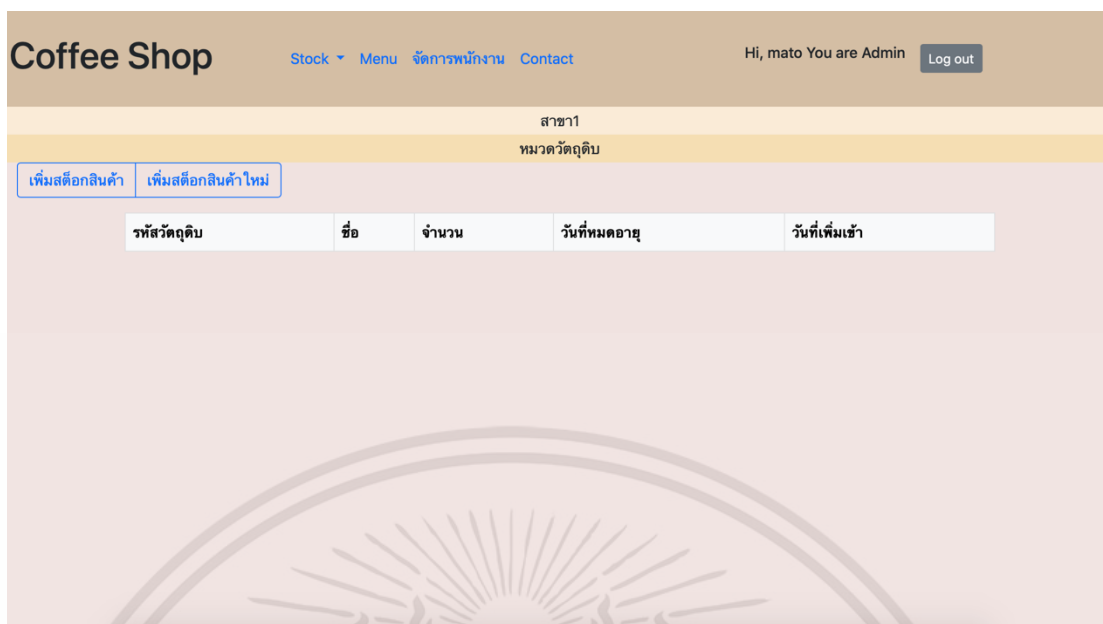 Coffee Shop Stock Menu จัดการพนักงาน Contact Hi, mato You are Admin Log out
สาขา1
หมวดวัตถุดิบ
เพิ่มสต็อกสินค้า เพิ่มสต็อกสินค้าใหม่
รหัสวัตถุดิบ ชื่อ จำนวน วันที่หมดอายุ วันที่เพิ่มเข้า